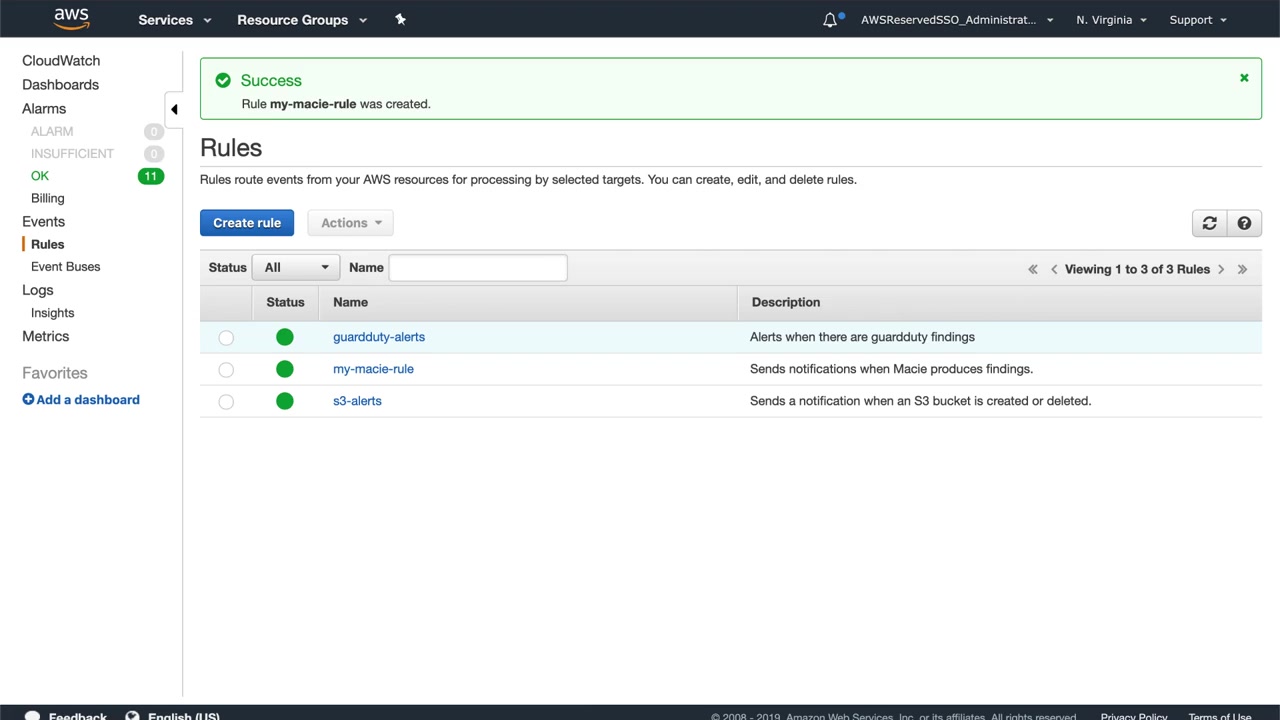 aws Services Resource Groups AWSReservedSSO_Administrat... N. Virginia Support
CloudWatch
Dashboards
Alarms
ALARM 0
INSUFFICIENT 0
OK 11
Billing
Events
Rules
Event Buses
Logs
Insights
Metrics
Favorites
Add a dashboard
Success
Rule my-macie-rule was created.
Rules
Rules route events from your AWS resources for processing by selected targets. You can create, edit, and delete rules.
Create rule Actions
Status All Name Viewing 1 to 3 of 3 Rules
Status Name Description
guardduty-alerts Alerts when there are guardduty findings
my-macie-rule Sends notifications when Macie produces findings.
s3-alerts Sends a notification when an S3 bucket is created or deleted.
Feedback English (US) © 2008 - 2019, Amazon Web Services, Inc. or its affiliates. All rights reserved. Privacy Policy Terms of Use